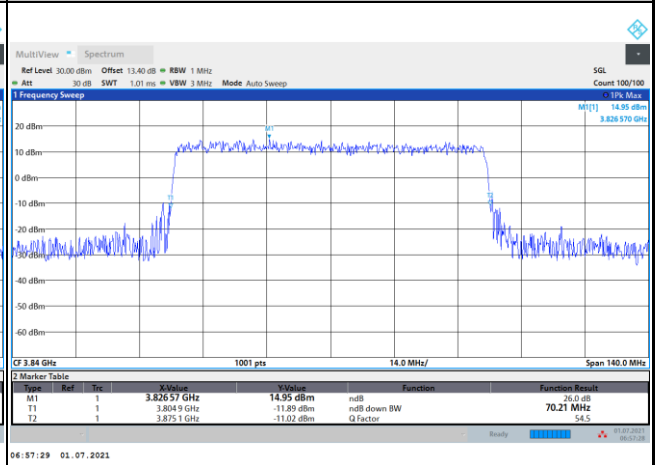 MultiView Spectrum
Ref Level 30.00 dBm Offset 13.40 dB RBW 1 MHz SGL
Att 30 dB SWT 1.01 ms VBW 3 MHz Mode Auto Sweep Count 100/100
1 Frequency Sweep 1Pk Max
M1[1] 14.95 dBm
3.826 570 GHz
20 dBm
M1
10 dBm
0 dBm
-10 dBm
-20 dBm
-30 dBm
-40 dBm
-50 dBm
-60 dBm
CF 3.84 GHz 1001 pts 14.0 MHz/ Span 140.0 MHz
2 Marker Table
Type Ref Trc X-Value Y-Value Function Function Result
M1 1 3.826 57 GHz 14.95 dBm ndB 26.0 dB
T1 1 3.804 9 GHz -11.89 dBm ndB down BW 70.21 MHz
T2 1 3.875 1 GHz -11.02 dBm Q Factor 54.5
Ready 01.07.2021
06:57:28
06:57:29 01.07.2021